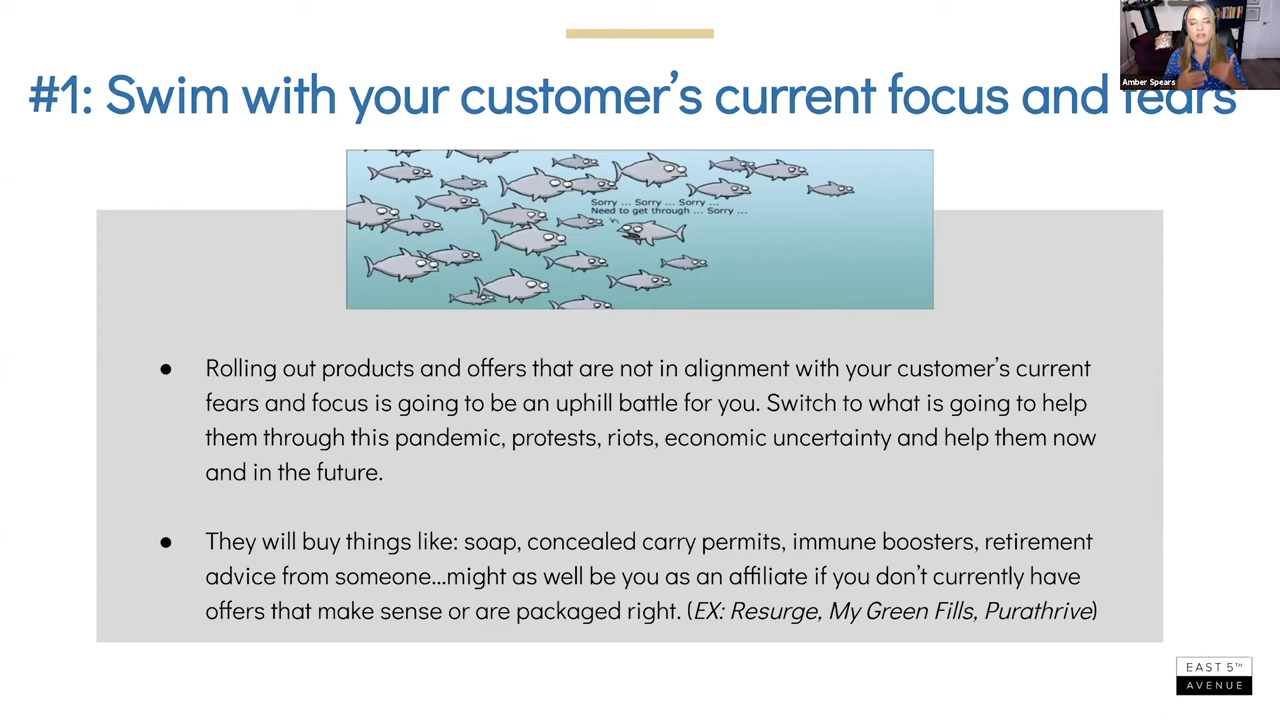 #1: Swim with your customer's current focus and fears
Amber Spears
Sorry ... Sorry ... Sorry ...
Need to get through ... Sorry ...
● Rolling out products and offers that are not in alignment with your customer's current
fears and focus is going to be an uphill battle for you. Switch to what is going to help
them through this pandemic, protests, riots, economic uncertainty and help them now
and in the future.
● They will buy things like: soap, concealed carry permits, immune boosters, retirement
advice from someone...might as well be you as an affiliate if you don't currently have
offers that make sense or are packaged right. (EX: Resurge, My Green Fills, Purathrive)
EAST 5TH
AVENUE